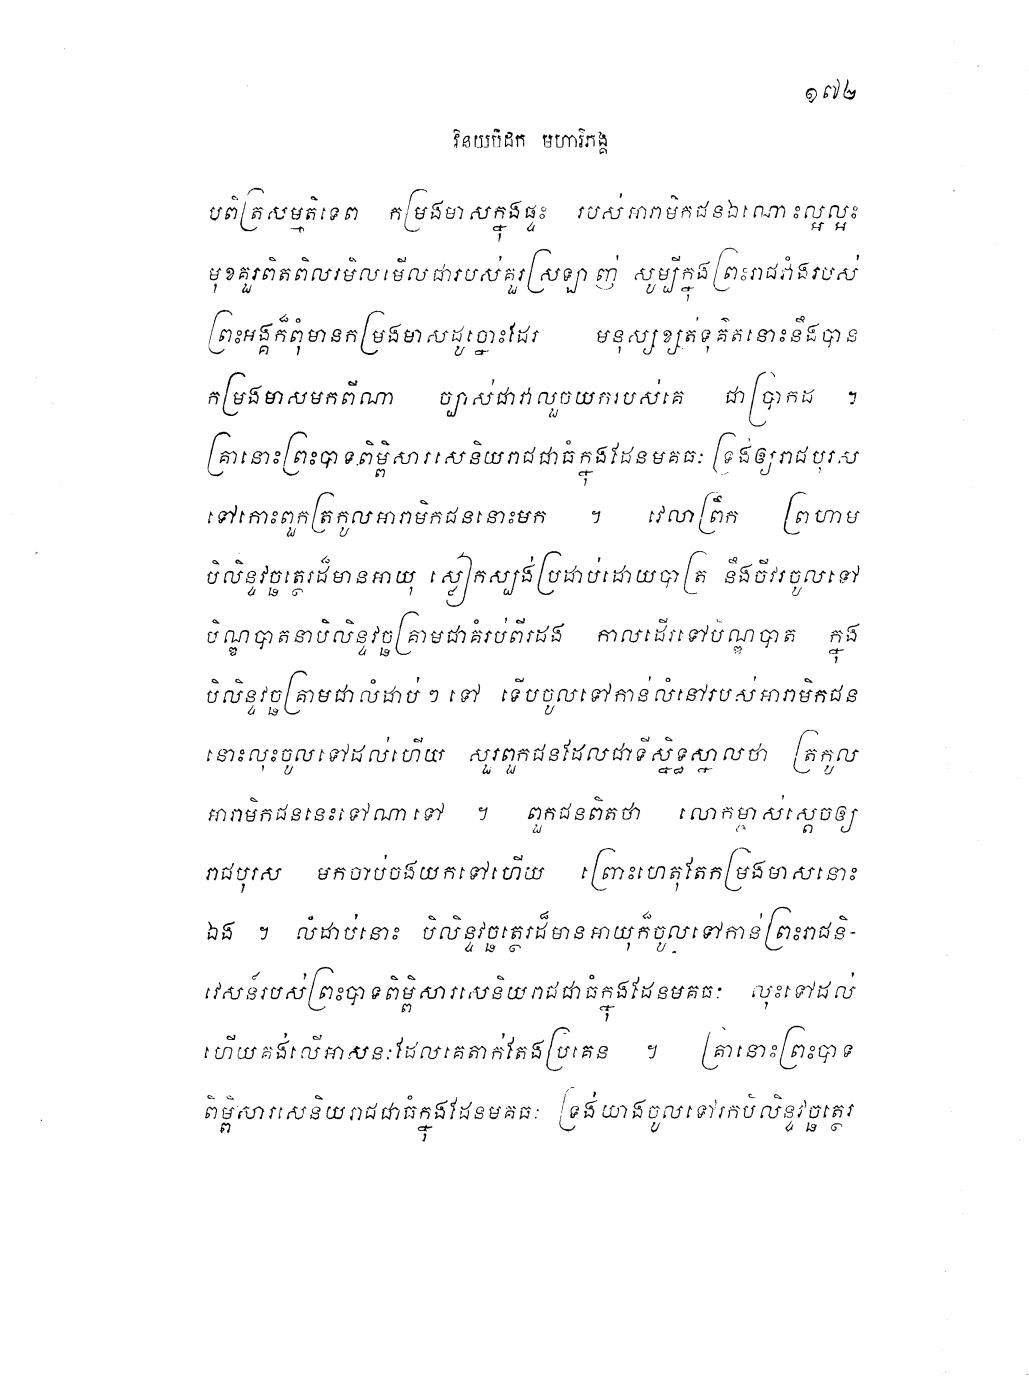 ១៧២
វិនយបិដក មហាវិភង្គ
បពិត្រសម្មតិទេព កម្រងមាសក្នុងផ្ទះ របស់អារាមិកជនឯណោះល្អល្អះ
មុខគួរពិតពិលរមិលមើលជារបស់គួរស្រឡាញ់ សូម្បីក្នុងព្រះរាជវាំងរបស់
ព្រះអង្គក៏ពុំមានកម្រងមាសដូច្នោះដែរ មនុស្សខ្សត់ទុគ៌តនោះនឹងបាន
កម្រងមាសមកពីណា ច្បាស់ជាវាលួចយករបស់គេ ជាប្រាកដ ។
គ្រានោះព្រះបាទពិម្ពិសារសេនិយរាជជាធំក្នុងដែនមគធៈ ទ្រង់ឲ្យរាជបុរស
ទៅកោះពួកត្រកូលអារាមិកជននោះមក ។ វេលាព្រឹក ព្រហាម
បិលិន្ទវច្ឆត្ថេរដ៏មានអាយុ ស្លៀកស្បង់ប្រដាប់ដោយបាត្រ នឹងចីវរចូលទៅ
បិណ្ឌបាតនាបិលិន្ទវច្ឆគ្រាមជាគំរប់ពីរដង កាលដើរទៅបិណ្ឌបាត ក្នុង
បិលិន្ទវច្ឆគ្រាមជាលំដាប់ៗ ទៅ ទើបចូលទៅកាន់លំនៅរបស់អារាមិកជន
នោះលុះចូលទៅដល់ហើយ សួរពួកជនដែលជាទីស្និទ្ធស្នាលថា ត្រកូល
អារាមិកជននេះទៅណាទៅ ។ ពួកជនពិតថា លោកម្ចាស់ស្តេចឲ្យ
រាជបុរស មកចាប់ចងយកទៅហើយ ព្រោះហេតុតែកម្រងមាសនោះ
ឯង ។ លំដាប់នោះ បិលិន្ទវច្ឆត្ថេរដ៏មានអាយុក៏ចូលទៅកាន់ព្រះរាជនិ-
វេសន៍របស់ព្រះបាទពិម្ពិសារសេនិយរាជជាធំក្នុងដែនមគធៈ លុះទៅដល់
ហើយគង់លើអាសនៈដែលគេតាក់តែងប្រគេន ។ គ្រានោះព្រះបាទ
ពិម្ពិសារសេនិយរាជជាធំក្នុងដែនមគធៈ ទ្រង់យាងចូលទៅរកបិលិន្ទវច្ឆត្ថេរ